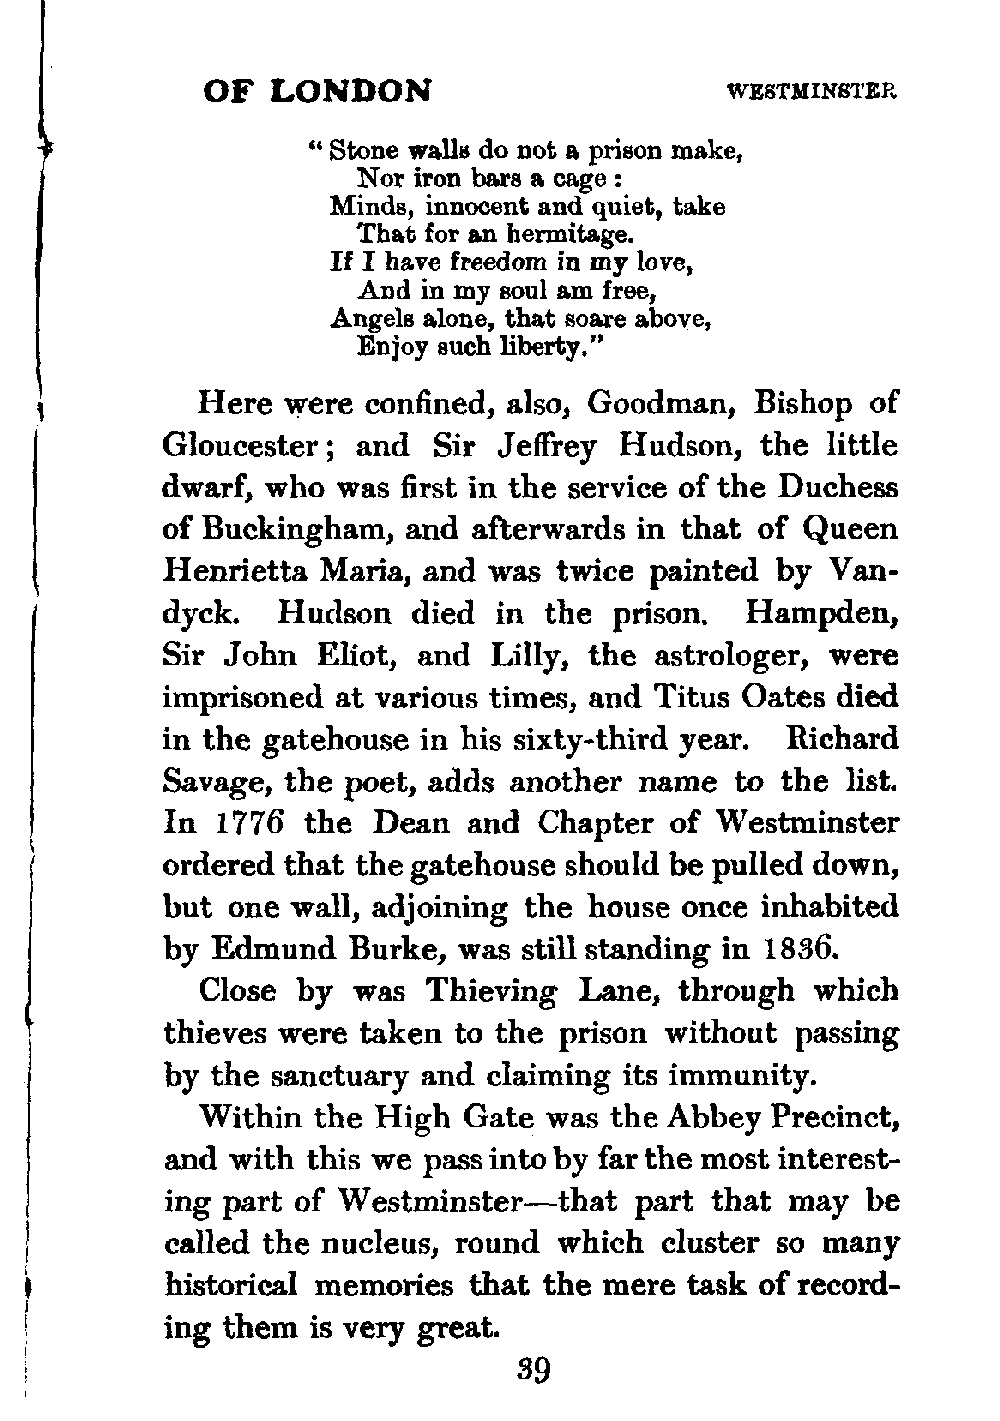 OF LONDON WESTMINSTER
“ Stone walls do not a prison make,
Nor iron bars a cage :
Minds, innocent and quiet, take
That for an hermitage.
If I have freedom in my love,
And in my soul am free,
Angels alone, that soare above,
Enjoy such liberty.”
Here were confined, also, Goodman, Bishop of
Gloucester ; and Sir Jeffrey Hudson, the little
dwarf, who was first in the service of the Duchess
of Buckingham, and afterwards in that of Queen
Henrietta Maria, and was twice painted by Van-
dyck. Hudson died in the prison. Hampden,
Sir John Eliot, and Lilly, the astrologer, were
imprisoned at various times, and Titus Oates died
in the gatehouse in his sixty-third year. Richard
Savage, the poet, adds another name to the list.
In 1776 the Dean and Chapter of Westminster
ordered that the gatehouse should be pulled down,
but one wall, adjoining the house once inhabited
by Edmund Burke, was still standing in 1836.
Close by was Thieving Lane, through which
thieves were taken to the prison without passing
by the sanctuary and claiming its immunity.
Within the High Gate was the Abbey Precinct,
and with this we pass into by far the most interest-
ing part of Westminster—that part that may be
called the nucleus, round which cluster so many
historical memories that the mere task of record-
ing them is very great.
39